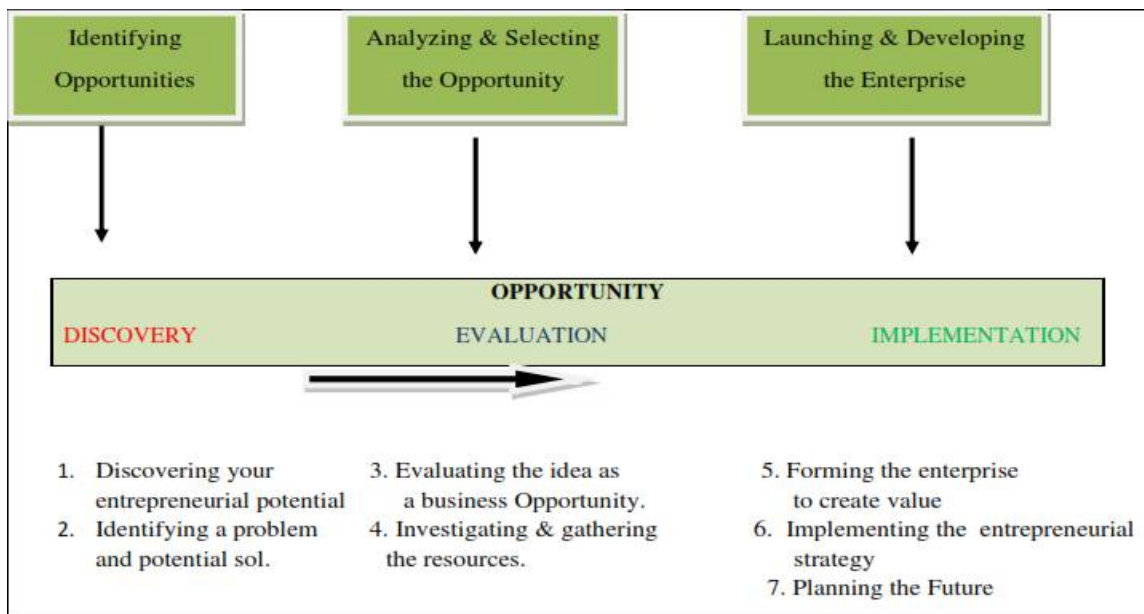 Identifying
Opportunities
Analyzing & Selecting
the Opportunity
Launching & Developing
the Enterprise
OPPORTUNITY
DISCOVERY
EVALUATION
IMPLEMENTATION
1. Discovering your
entrepreneurial potential
2. Identifying a problem
and potential sol.
3. Evaluating the idea as
a business Opportunity.
4. Investigating & gathering
the resources.
5. Forming the enterprise
to create value
6. Implementing the entrepreneurial
strategy
7. Planning the Future